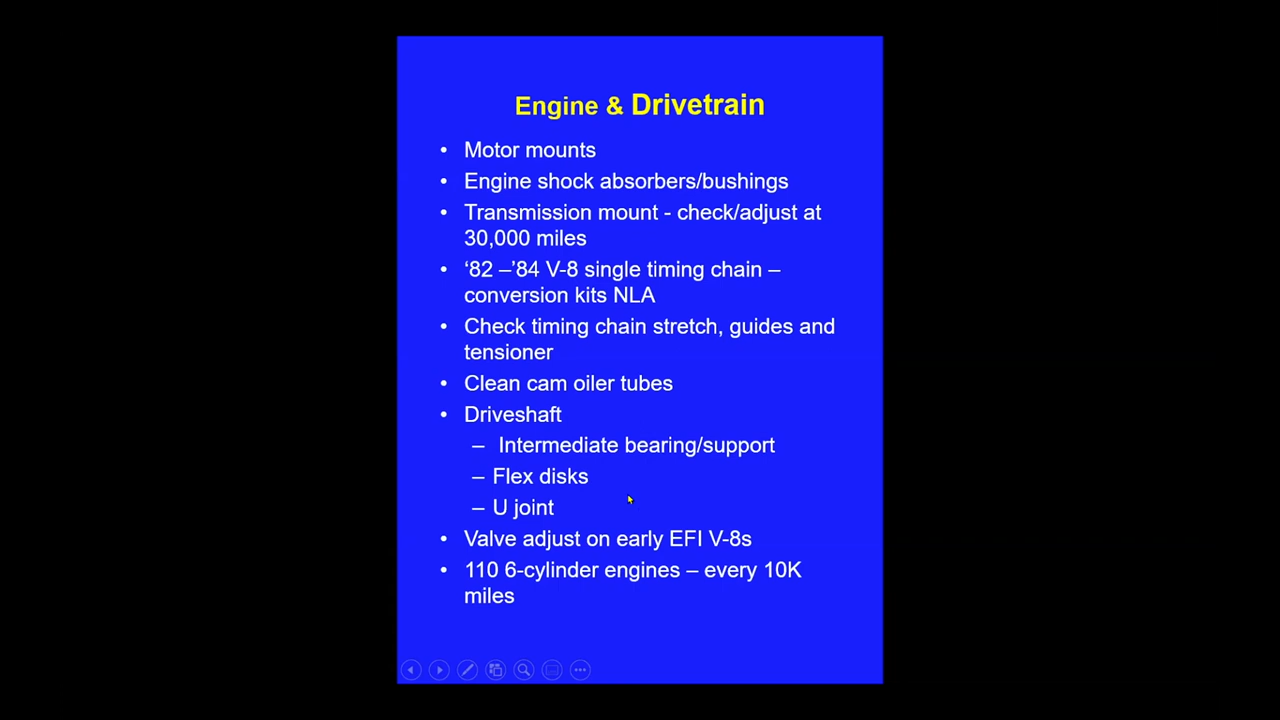 Engine & Drivetrain
• Motor mounts
• Engine shock absorbers/bushings
• Transmission mount - check/adjust at
30,000 miles
• ‘82 –’84 V-8 single timing chain –
conversion kits NLA
• Check timing chain stretch, guides and
tensioner
• Clean cam oiler tubes
• Driveshaft
– Intermediate bearing/support
– Flex disks
– U joint
• Valve adjust on early EFI V-8s
• 110 6-cylinder engines – every 10K
miles